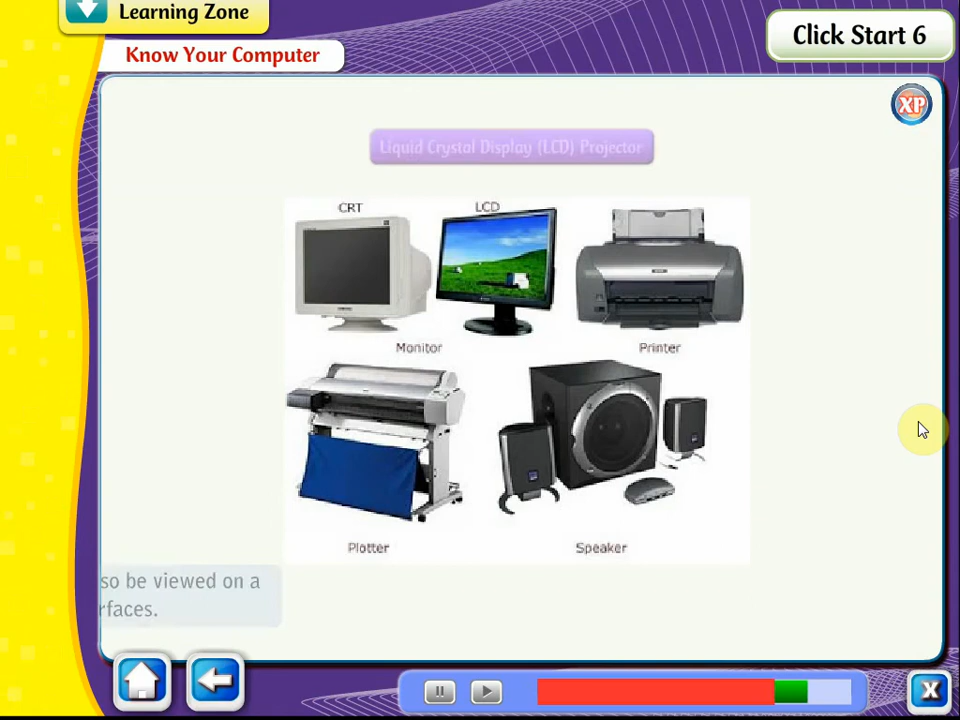 Learning Zone
Click Start 6
Know Your Computer
XP
Liquid Crystal Display (LCD) Projector
CRT
LCD
Monitor
Printer
Plotter
Speaker
so be viewed on a
rfaces.
X